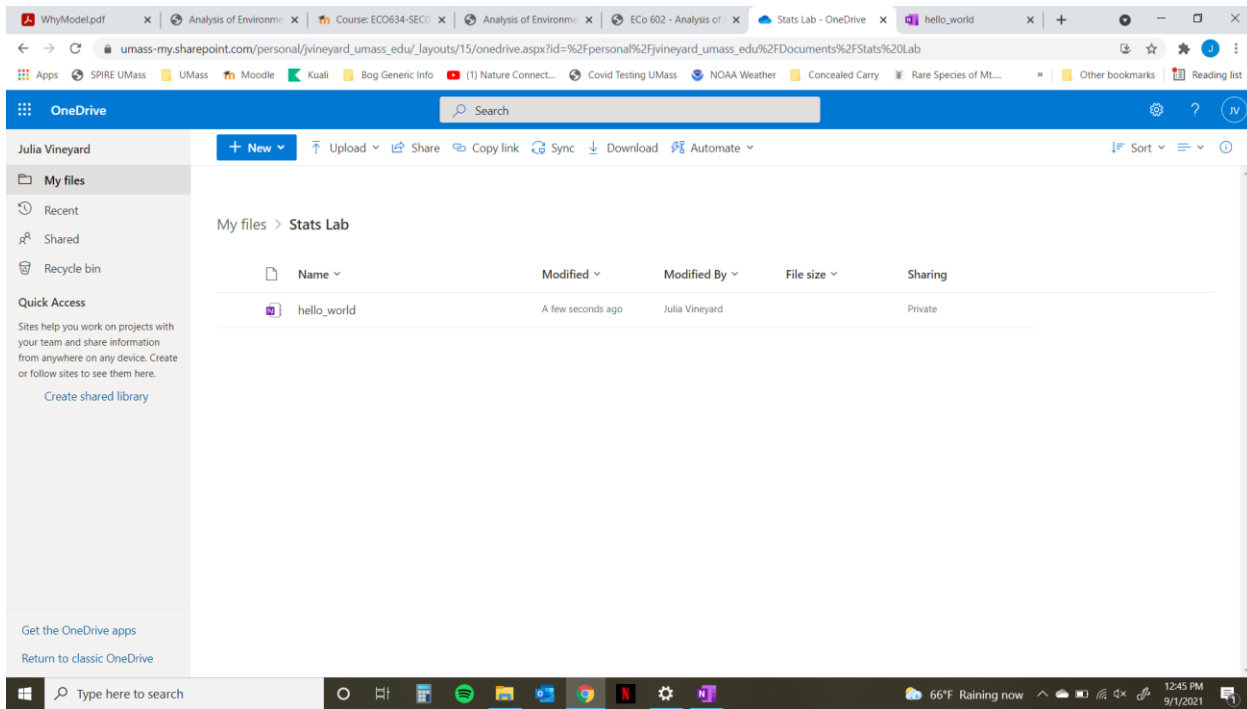 WhyModel.pdf
Analysis of Environme
Course: ECO634-SEC0
Analysis of Environme
ECo 602 - Analysis of
Stats Lab - OneDrive
hello_world
umass-my.sharepoint.com/personal/jvineyard_umass_edu/_layouts/15/onedrive.aspx?id=%2Fpersonal%2Fjvineyard_umass_edu%2FDocuments%2FStats%20Lab
J
Apps SPIRE UMass UMass Moodle Kuali Bog Generic Info (1) Nature Connect... Covid Testing UMass NOAA Weather Concealed Carry Rare Species of Mt.... » Other bookmarks Reading list
OneDrive
Search
? JV
Julia Vineyard
+ New Upload Share Copy link Sync Download Automate Sort
My files
Recent
Shared
Recycle bin
Quick Access
Sites help you work on projects with
your team and share information
from anywhere on any device. Create
or follow sites to see them here.
Create shared library
My files > Stats Lab
Name Modified Modified By File size Sharing
hello_world A few seconds ago Julia Vineyard Private
Get the OneDrive apps
Return to classic OneDrive
Type here to search
66°F Raining now
12:45 PM
9/1/2021
1